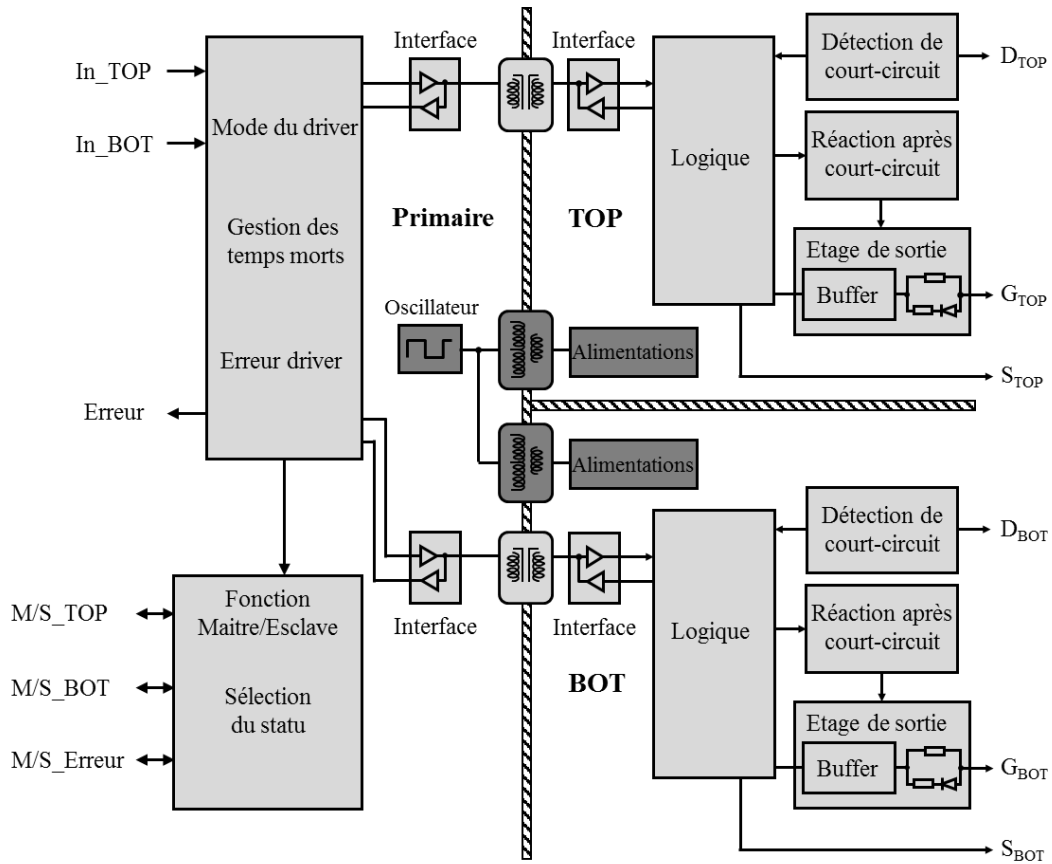 In_TOP
In_BOT
Mode du driver
Gestion des
temps morts
Erreur driver
Erreur
Interface
Interface
Primaire
TOP
Logique
Détection de
court-circuit
D_TOP
Réaction après
court-circuit
Etage de sortie
Buffer
G_TOP
S_TOP
Oscillateur
Alimentations
Alimentations
M/S_TOP
M/S_BOT
M/S_Erreur
Fonction
Maitre/Esclave
Sélection
du statu
Interface
Interface
BOT
Logique
Détection de
court-circuit
D_BOT
Réaction après
court-circuit
Etage de sortie
Buffer
G_BOT
S_BOT